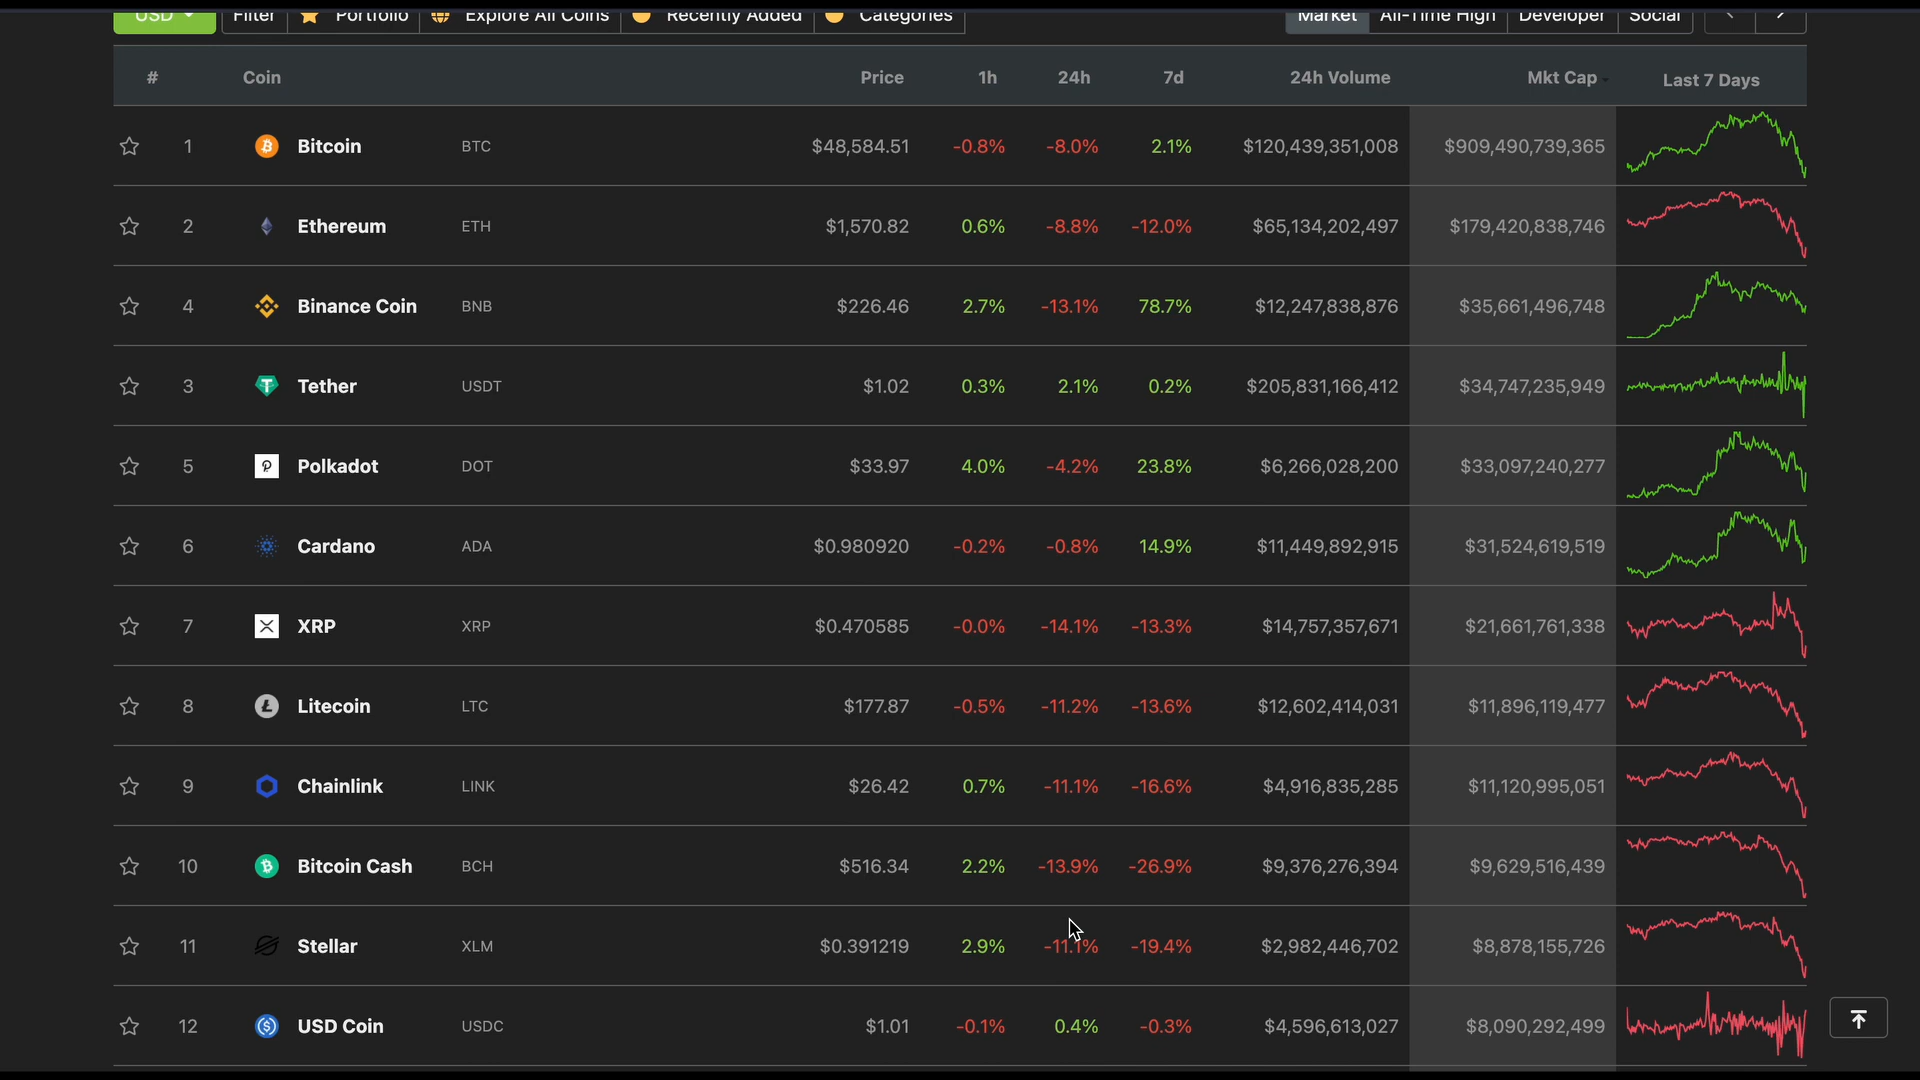 USD Filter Portfolio Explore All Coins Recently Added Categories Market All-Time High Developer Social
# Coin Price 1h 24h 7d 24h Volume Mkt Cap Last 7 Days
1 Bitcoin BTC $48,584.51 -0.8% -8.0% 2.1% $120,439,351,008 $909,490,739,365
2 Ethereum ETH $1,570.82 0.6% -8.8% -12.0% $65,134,202,497 $179,420,838,746
4 Binance Coin BNB $226.46 2.7% -13.1% 78.7% $12,247,838,876 $35,661,496,748
3 Tether USDT $1.02 0.3% 2.1% 0.2% $205,831,166,412 $34,747,235,949
5 Polkadot DOT $33.97 4.0% -4.2% 23.8% $6,266,028,200 $33,097,240,277
6 Cardano ADA $0.980920 -0.2% -0.8% 14.9% $11,449,892,915 $31,524,619,519
7 XRP XRP $0.470585 -0.0% -14.1% -13.3% $14,757,357,671 $21,661,761,338
8 Litecoin LTC $177.87 -0.5% -11.2% -13.6% $12,602,414,031 $11,896,119,477
9 Chainlink LINK $26.42 0.7% -11.1% -16.6% $4,916,835,285 $11,120,995,051
10 Bitcoin Cash BCH $516.34 2.2% -13.9% -26.9% $9,376,276,394 $9,629,516,439
11 Stellar XLM $0.391219 2.9% -11.1% -19.4% $2,982,446,702 $8,878,155,726
12 USD Coin USDC $1.01 -0.1% 0.4% -0.3% $4,596,613,027 $8,090,292,499